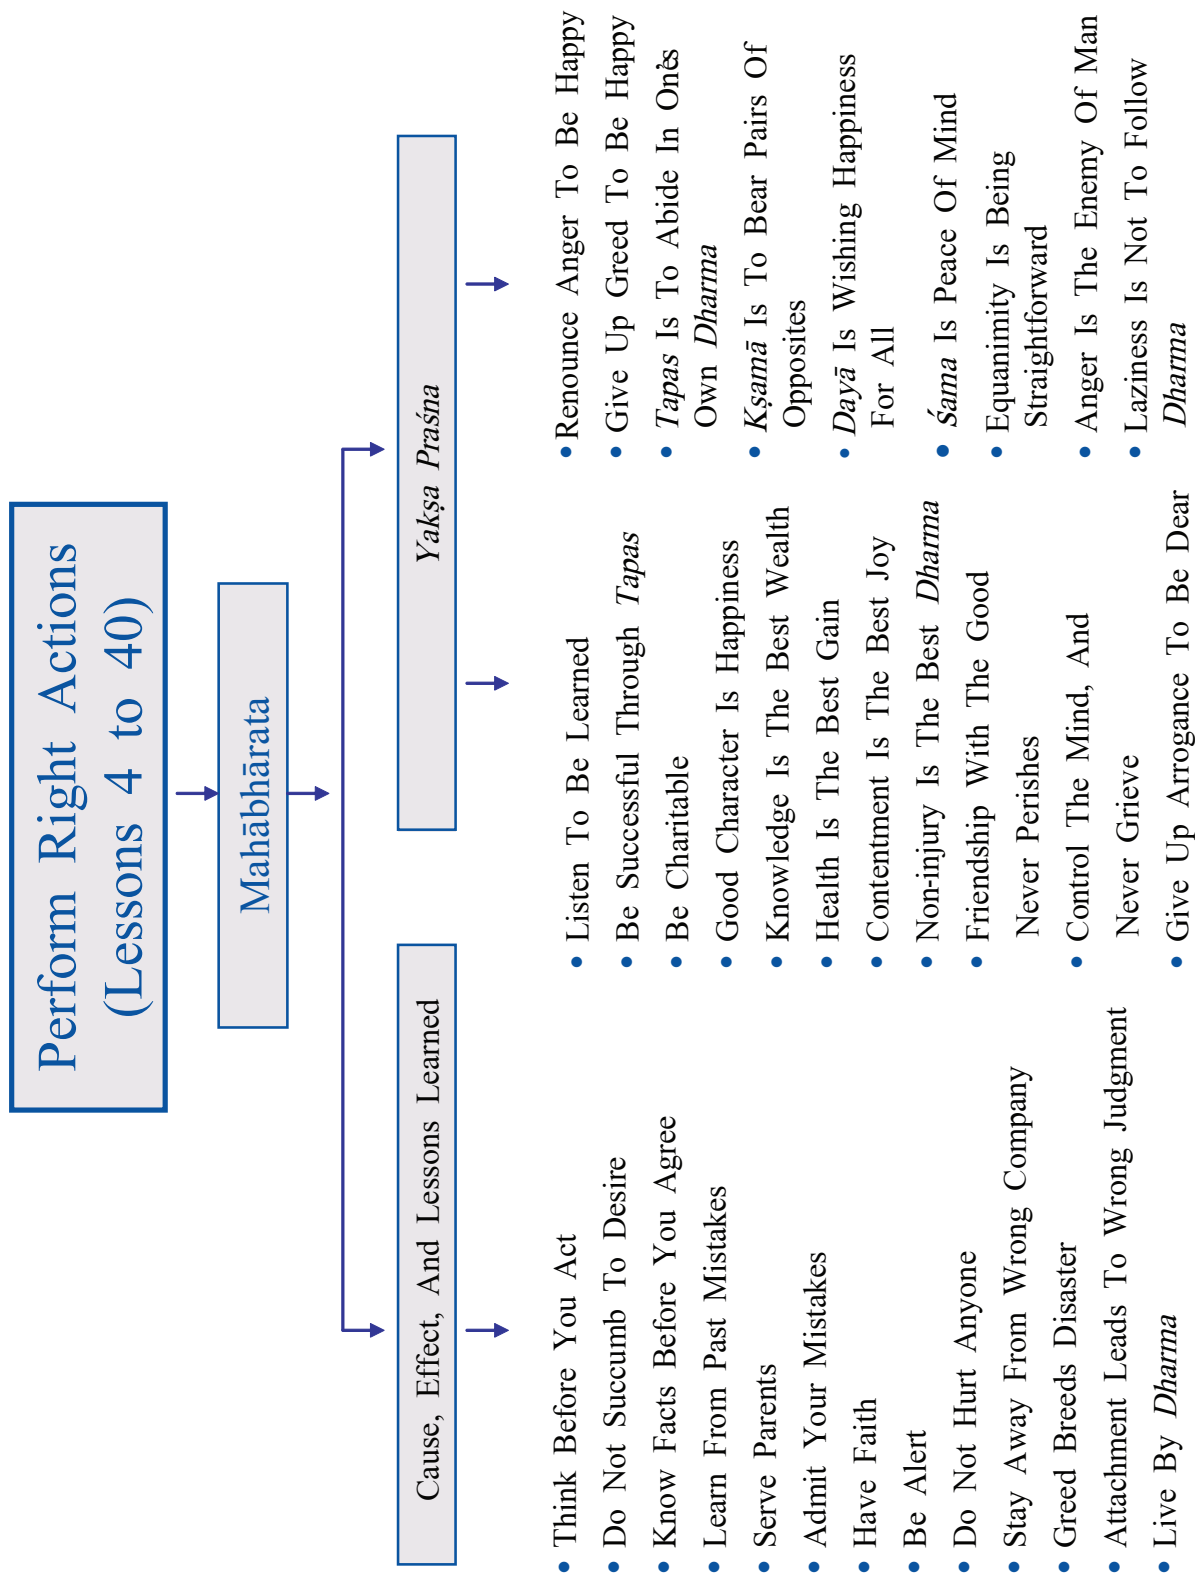 Perform Right Actions
(Lessons 4 to 40)
Mahābhārata
Cause, Effect, And Lessons Learned
• Think Before You Act
• Do Not Succumb To Desire
• Know Facts Before You Agree
• Learn From Past Mistakes
• Serve Parents
• Admit Your Mistakes
• Have Faith
• Be Alert
• Do Not Hurt Anyone
• Stay Away From Wrong Company
• Greed Breeds Disaster
• Attachment Leads To Wrong Judgment
• Live By Dharma
Yakṣa Praśna
• Listen To Be Learned
• Be Successful Through Tapas
• Be Charitable
• Good Character Is Happiness
• Knowledge Is The Best Wealth
• Health Is The Best Gain
• Contentment Is The Best Joy
• Non-injury Is The Best Dharma
• Friendship With The Good
Never Perishes
• Control The Mind, And
Never Grieve
• Give Up Arrogance To Be Dear
• Renounce Anger To Be Happy
• Give Up Greed To Be Happy
• Tapas Is To Abide In One's
Own Dharma
• Kṣamā Is To Bear Pairs Of
Opposites
• Dayā Is Wishing Happiness
For All
• Śama Is Peace Of Mind
• Equanimity Is Being
Straightforward
• Anger Is The Enemy Of Man
• Laziness Is Not To Follow
Dharma